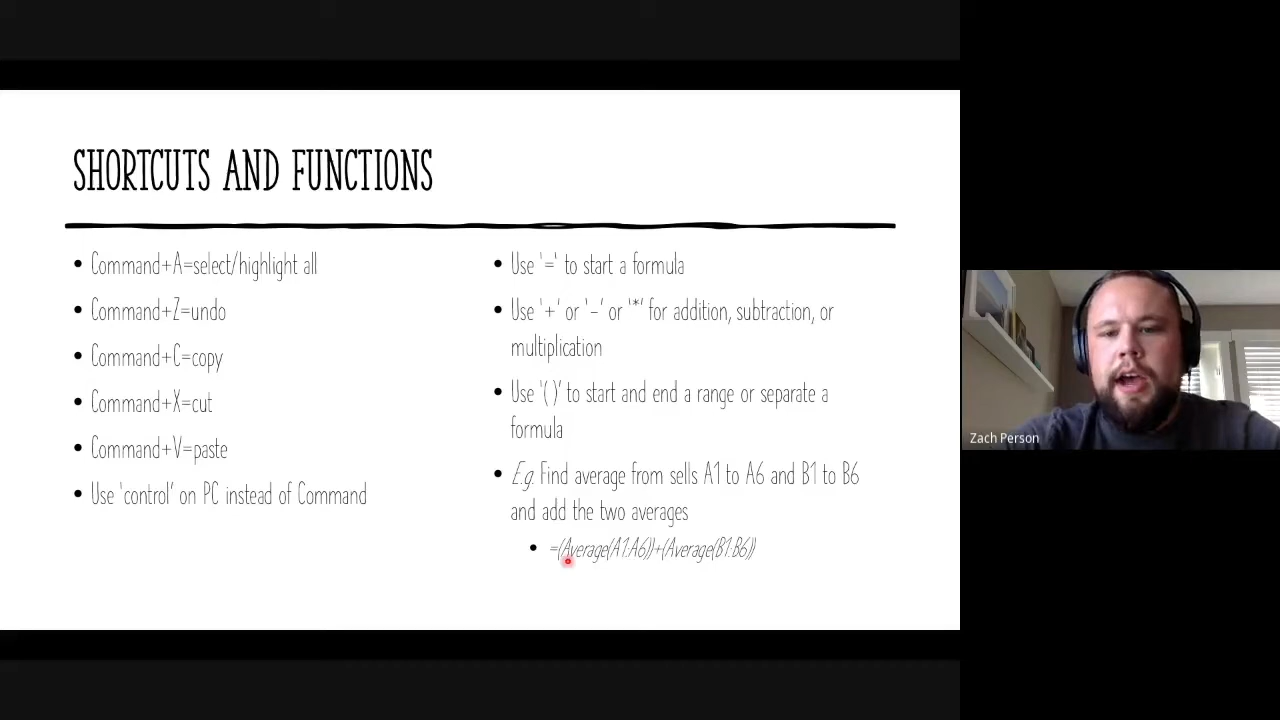 SHORTCUTS AND FUNCTIONS
• Command+A=select/highlight all
• Command+Z=undo
• Command+C=copy
• Command+X=cut
• Command+V=paste
• Use 'control' on PC instead of Command
• Use '=' to start a formula
• Use '+' or '-' or '*' for addition, subtraction, or
multiplication
• Use '( )' to start and end a range or separate a
formula
• E.g. Find average from sells A1 to A6 and B1 to B6
and add the two averages
• =(Average(A1:A6))+(Average(B1:B6))
Zach Person